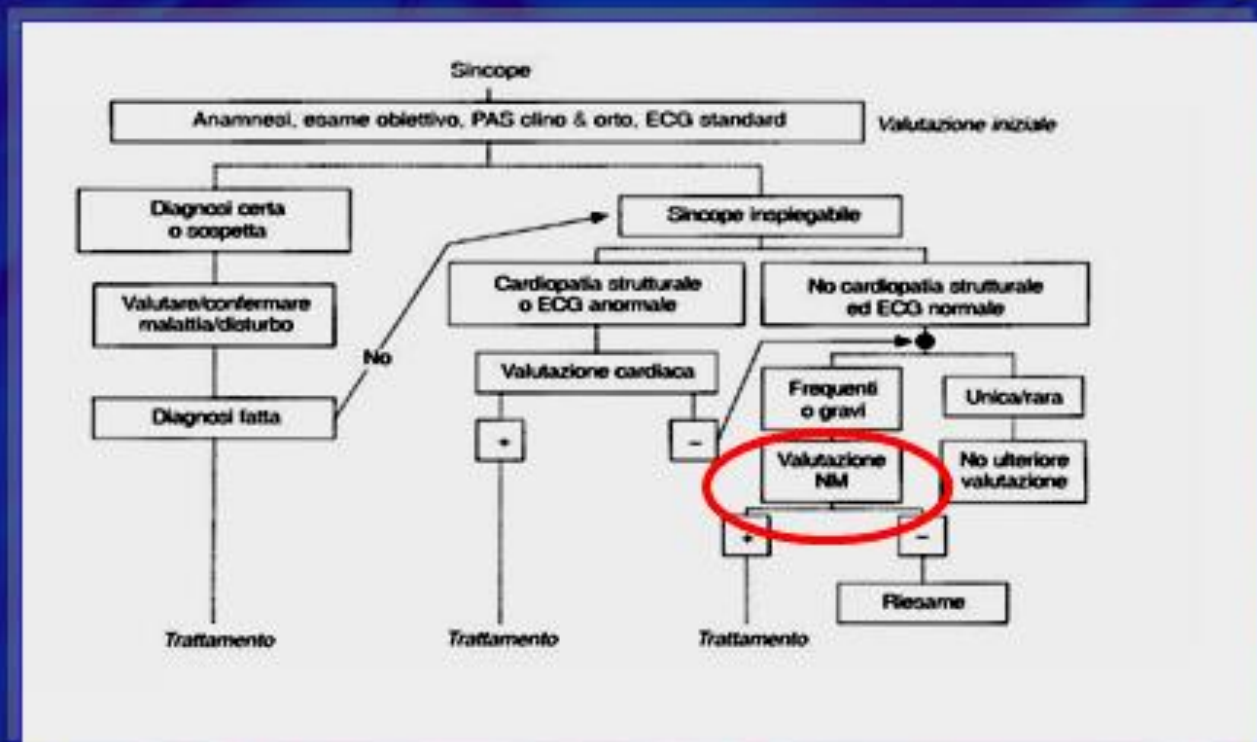 Sincope
Anamnesi, esame obiettivo, PAS clino & orto, ECG standard
Valutazione iniziale
Diagnosi certa
o sospetta
Valutare/confermare
malattia/disturbo
No
Diagnosi fatta
Trattamento
Sincope inspiegabile
Cardiopatia strutturale
o ECG anormale
Valutazione cardiaca
+
-
Trattamento
No cardiopatia strutturale
ed ECG normale
Frequenti
o gravi
Valutazione
NM
+
-
Trattamento
Riesame
Unica/rara
No ulteriore
valutazione